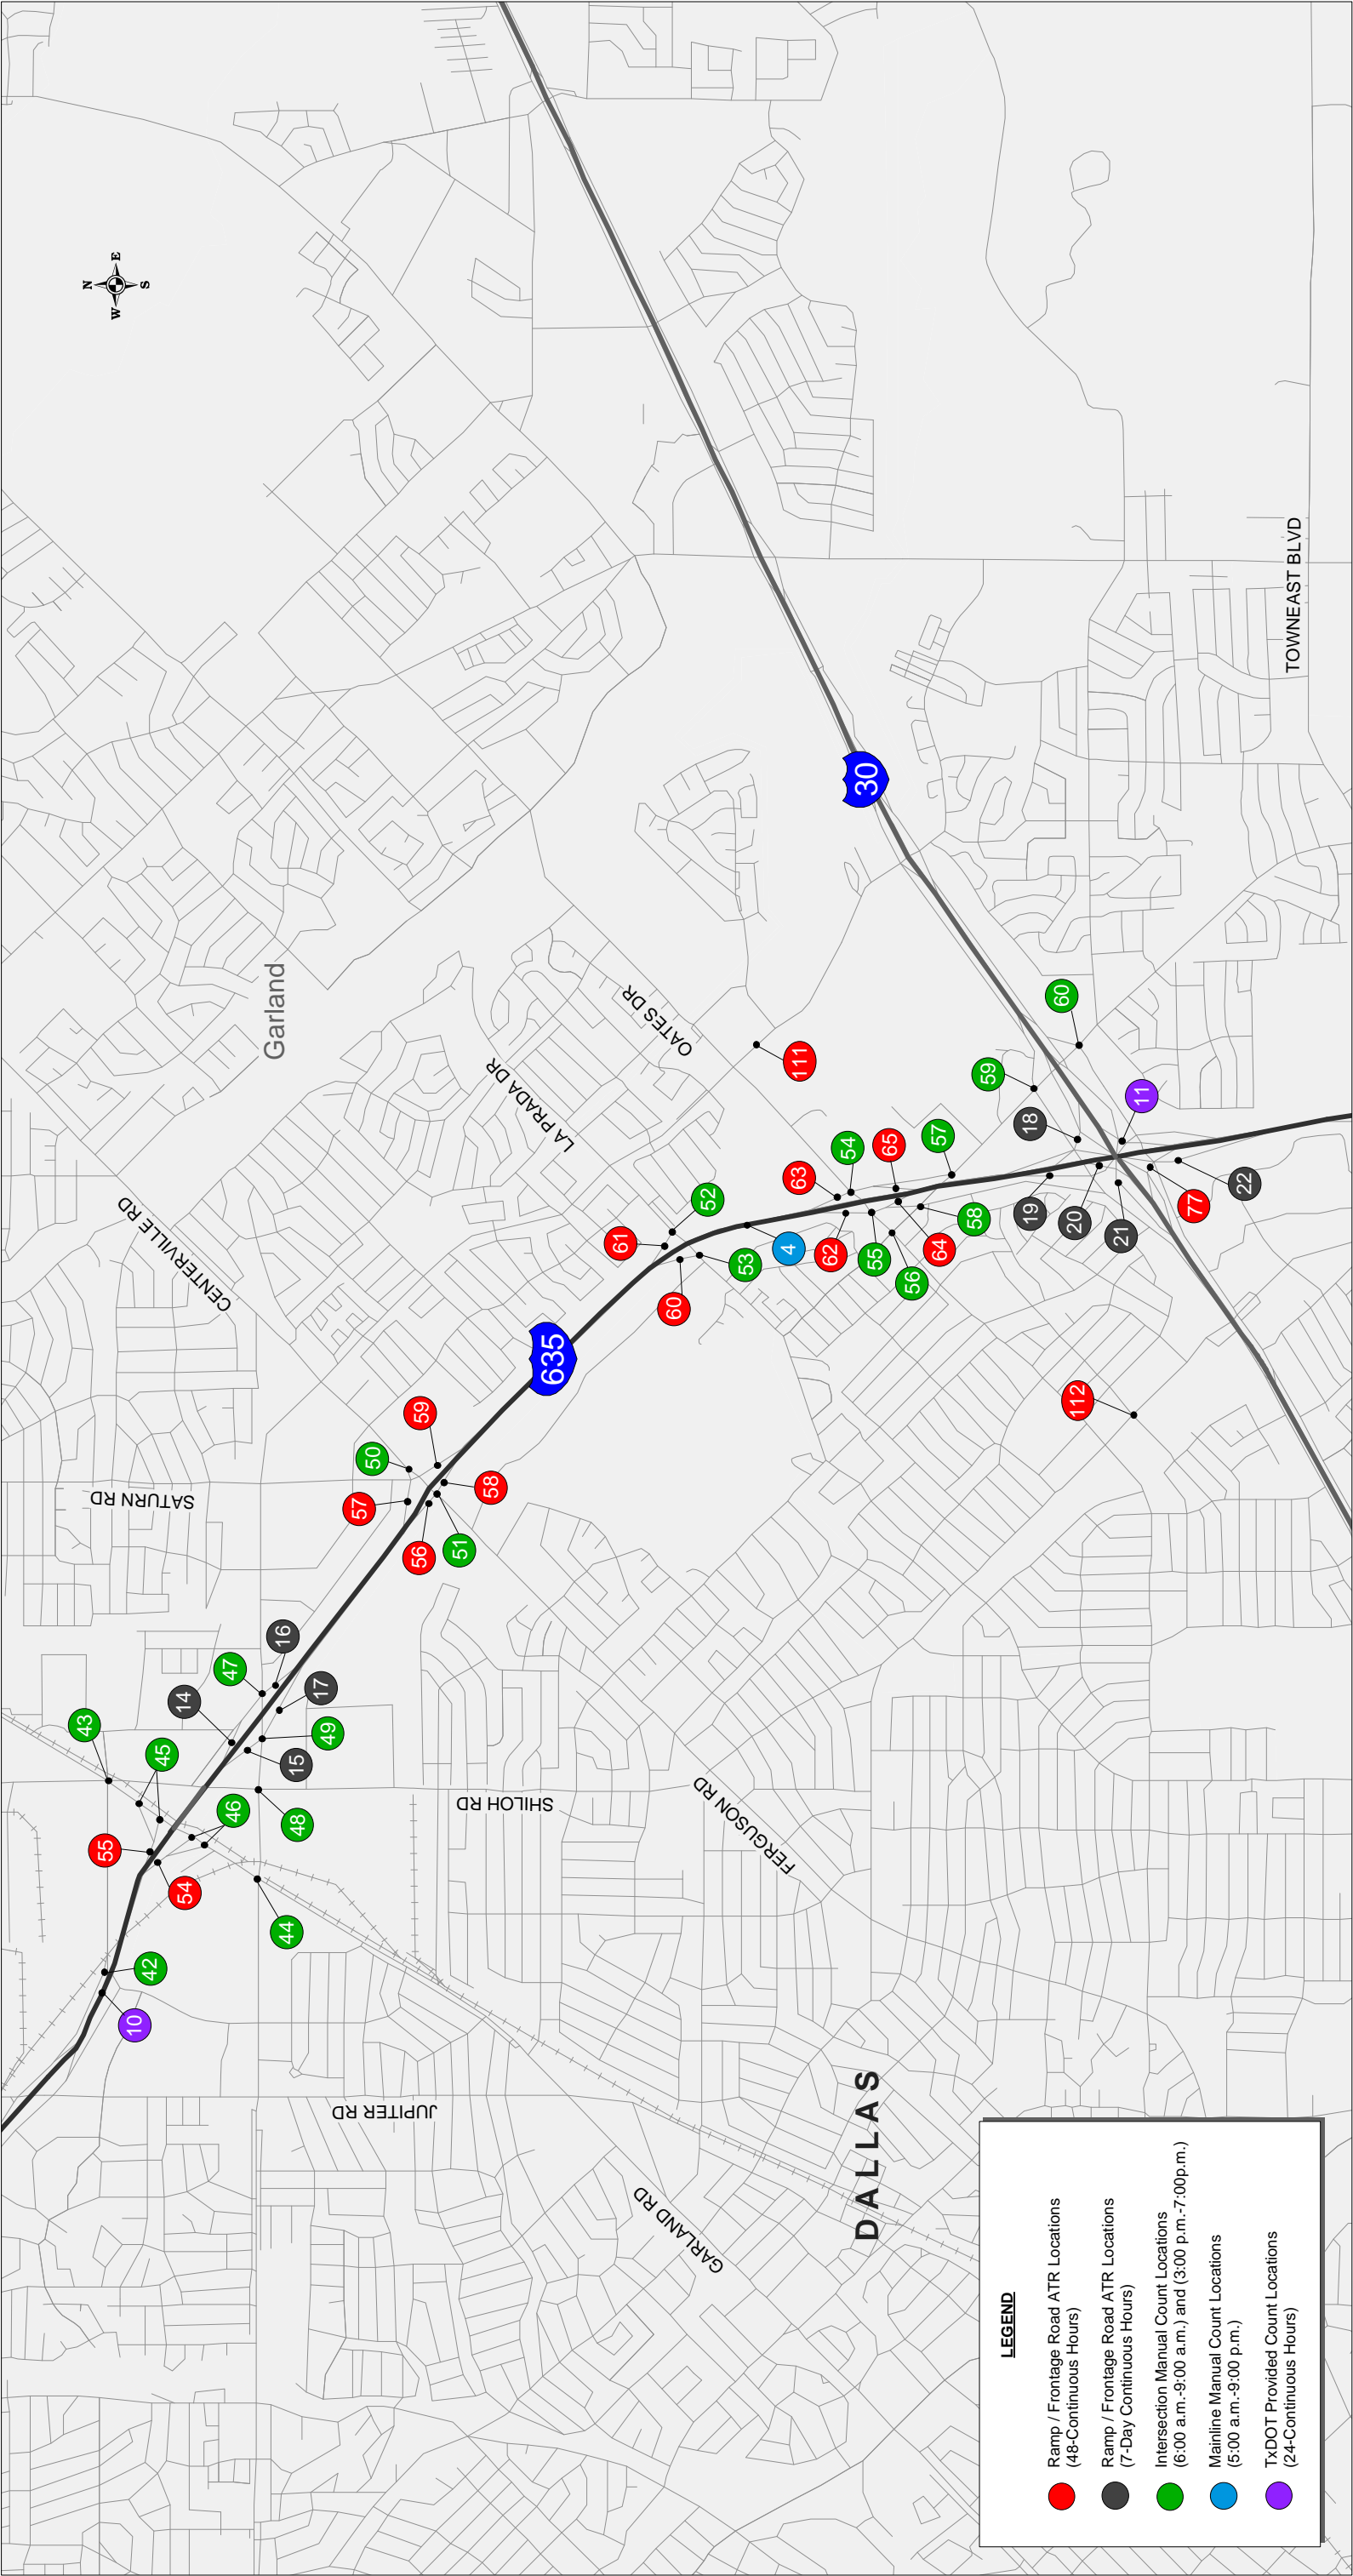 N
W E
S
Garland
DALLAS
CENTERVILLE RD
SATURN RD
LA PRADA DR
OATES DR
TOWNEAST BLVD
SHILOH RD
FERGUSON RD
JUPITER RD
GARLAND RD
635
30
10
42
44
54
55
46
48
45
43
15
49
14
17
47
16
56
51
57
58
50
59
60
61
53
52
4
62
63
55
54
56
64
65
58
57
111
112
19
20
21
18
59
60
11
77
22
LEGEND
Ramp / Frontage Road ATR Locations
(48-Continuous Hours)
Ramp / Frontage Road ATR Locations
(7-Day Continuous Hours)
Intersection Manual Count Locations
(6:00 a.m.-9:00 a.m.) and (3:00 p.m.-7:00p.m.)
Mainline Manual Count Locations
(5:00 a.m.-9:00 p.m.)
TxDOT Provided Count Locations
(24-Continuous Hours)